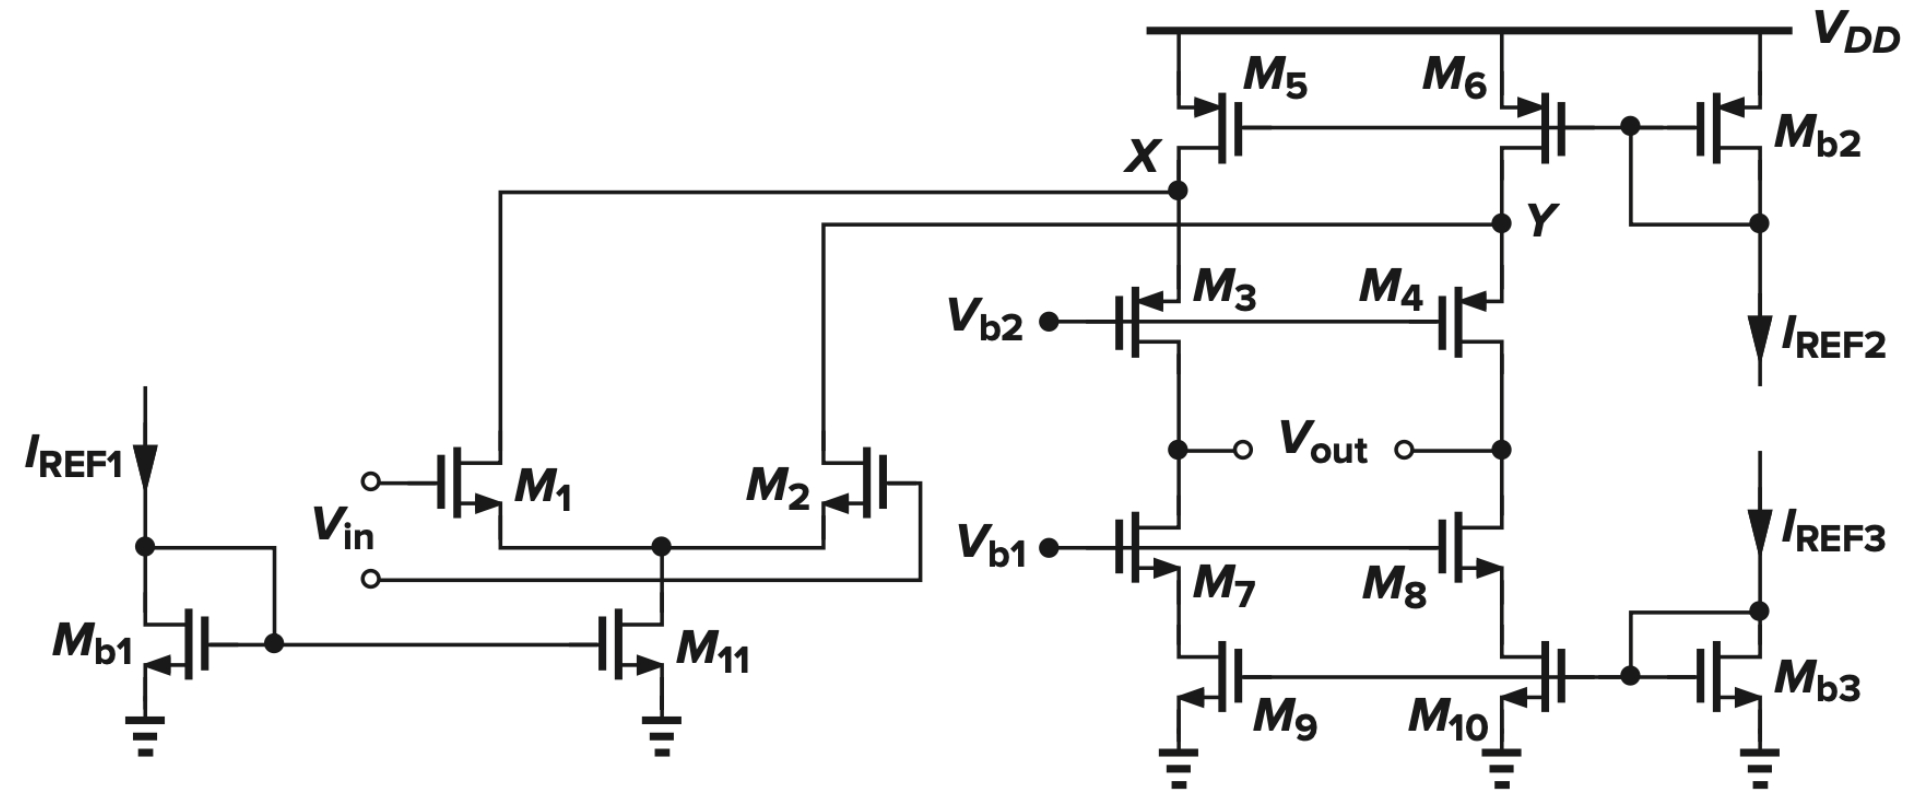 VDD
M5
M6
Mb2
X
Y
M3
M4
Vb2
IREF2
IREF1
M1
M2
Vout
Vin
IREF3
Vb1
M7
M8
Mb1
M11
Mb3
M9
M10